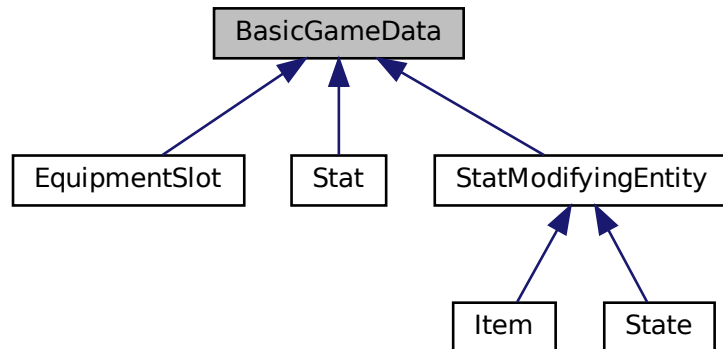 BasicGameData
EquipmentSlot
Stat
StatModifyingEntity
Item
State